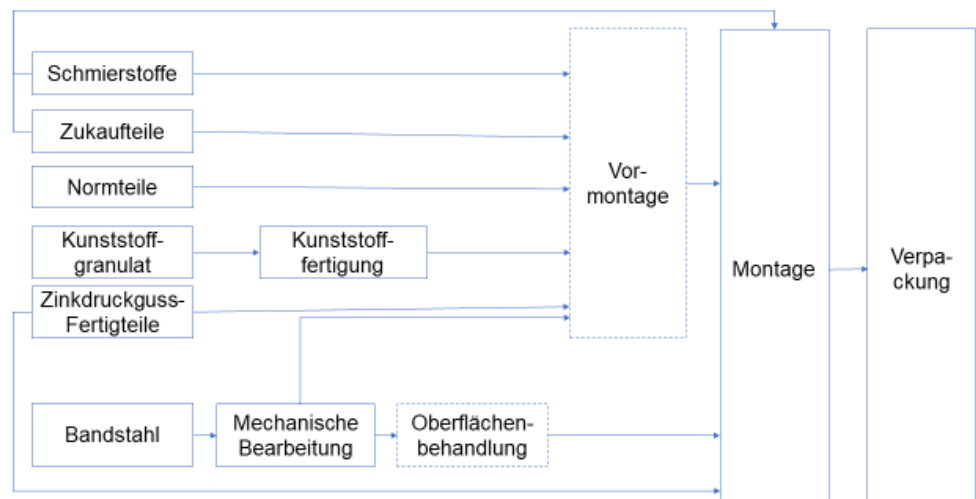 Schmierstoffe
Zukaufteile
Normteile
Kunststoff-
granulat
Kunststoff-
fertigung
Zinkdruckguss-
Fertigteile
Bandstahl
Mechanische
Bearbeitung
Oberflächen-
behandlung
Vor-
montage
Montage
Verpa-
ckung